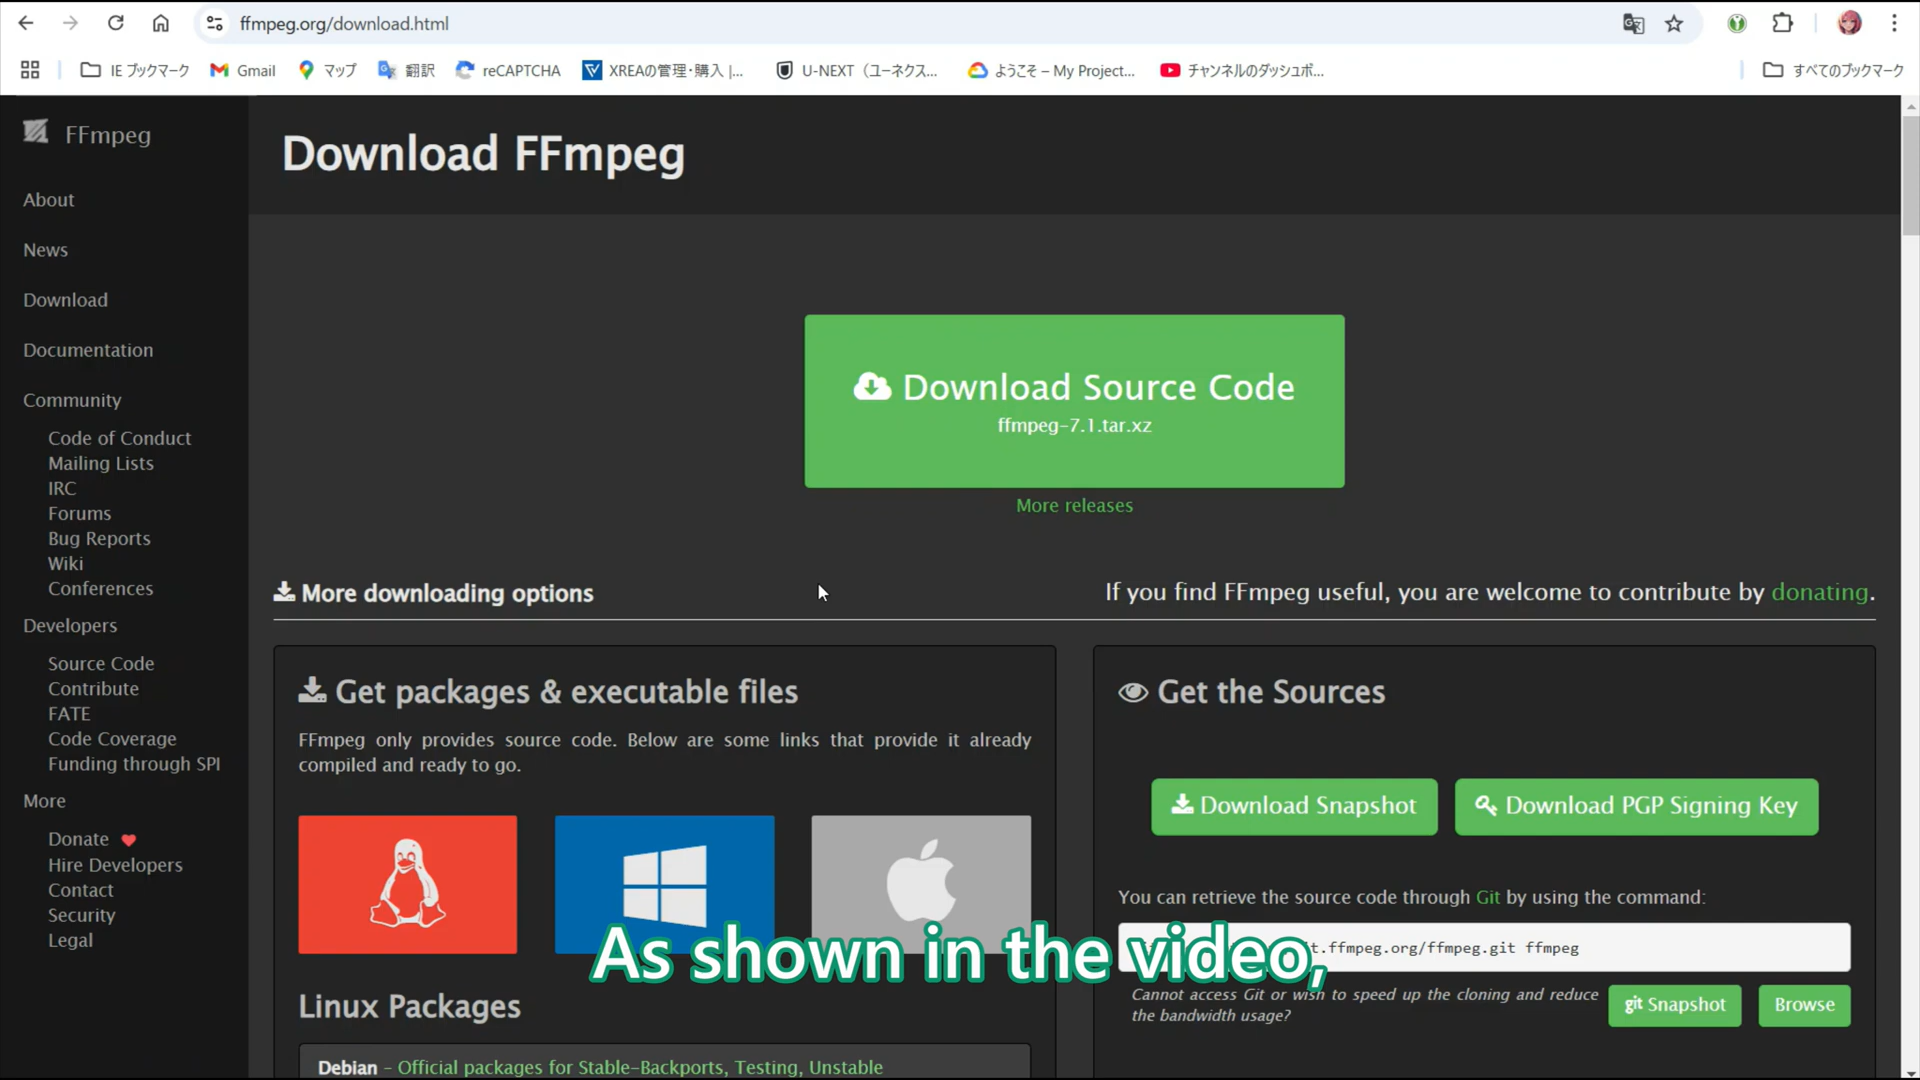 ffmpeg.org/download.html
IE ブックマーク
Gmail
マップ
翻訳
reCAPTCHA
XREAの管理・購入 |...
U-NEXT（ユーネクス...
ようこそ – My Project...
チャンネルのダッシュボ...
すべてのブックマーク
FFmpeg
About
News
Download
Documentation
Community
Code of Conduct
Mailing Lists
IRC
Forums
Bug Reports
Wiki
Conferences
Developers
Source Code
Contribute
FATE
Code Coverage
Funding through SPI
More
Donate
Hire Developers
Contact
Security
Legal
Download FFmpeg
Download Source Code
ffmpeg-7.1.tar.xz
More releases
More downloading options
If you find FFmpeg useful, you are welcome to contribute by donating.
Get packages & executable files
FFmpeg only provides source code. Below are some links that provide it already
compiled and ready to go.
Linux Packages
Debian – Official packages for Stable-Backports, Testing, Unstable
Get the Sources
Download Snapshot
Download PGP Signing Key
You can retrieve the source code through Git by using the command:
.ffmpeg.org/ffmpeg.git ffmpeg
Cannot access Git or wish to speed up the cloning and reduce
the bandwidth usage?
git Snapshot
Browse
As shown in the video,